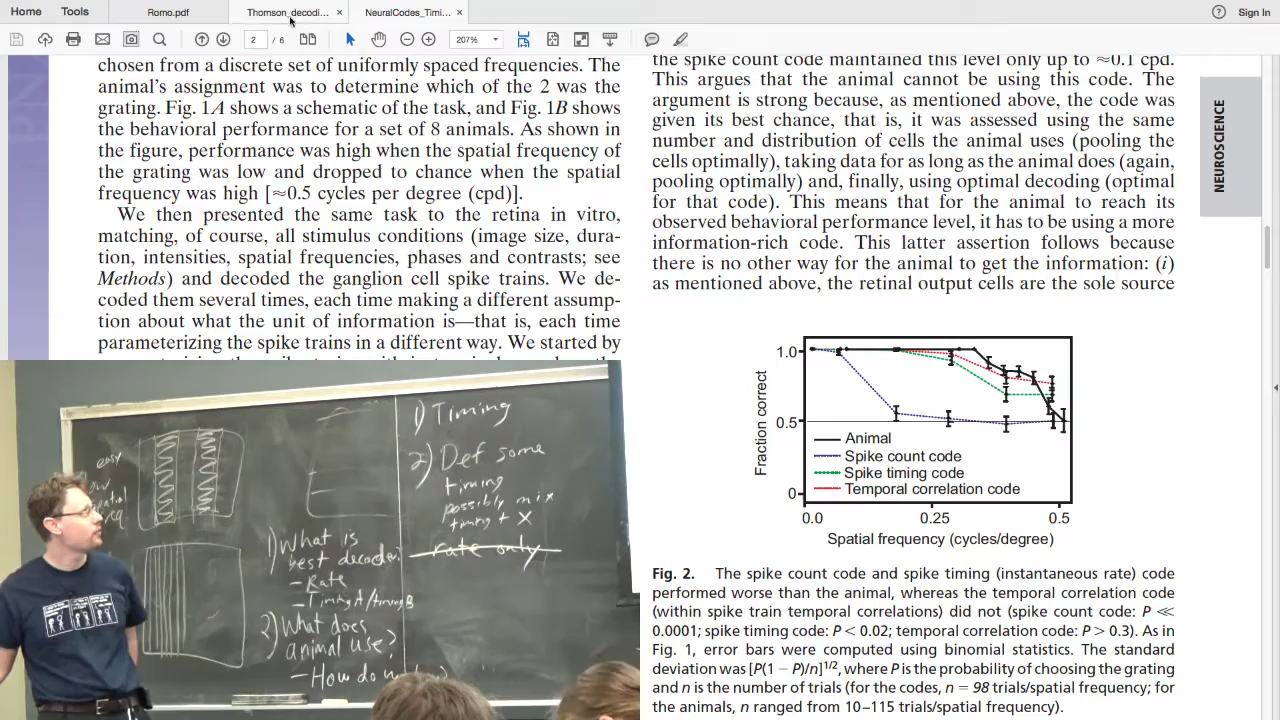 Home Tools Romo.pdf Thomson_decodi... × NeuralCodes_Timi... × ? Sign In
2 / 6 207%
chosen from a discrete set of uniformly spaced frequencies. The
animal's assignment was to determine which of the 2 was the
grating. Fig. 1A shows a schematic of the task, and Fig. 1B shows
the behavioral performance for a set of 8 animals. As shown in
the figure, performance was high when the spatial frequency of
the grating was low and dropped to chance when the spatial
frequency was high [≈0.5 cycles per degree (cpd)].
We then presented the same task to the retina in vitro,
matching, of course, all stimulus conditions (image size, dura-
tion, intensities, spatial frequencies, phases and contrasts; see
Methods) and decoded the ganglion cell spike trains. We de-
coded them several times, each time making a different assump-
tion about what the unit of information is—that is, each time
parameterizing the spike trains in a different way. We started by
the spike count code maintained this level only up to ≈0.1 cpd.
This argues that the animal cannot be using this code. The
argument is strong because, as mentioned above, the code was
given its best chance, that is, it was assessed using the same
number and distribution of cells the animal uses (pooling the
cells optimally), taking data for as long as the animal does (again,
pooling optimally) and, finally, using optimal decoding (optimal
for that code). This means that for the animal to reach its
observed behavioral performance level, it has to be using a more
information-rich code. This latter assertion follows because
there is no other way for the animal to get the information: (i)
as mentioned above, the retinal output cells are the sole source
NEUROSCIENCE
1.0
0.5
0
Fraction correct
Animal
Spike count code
Spike timing code
Temporal correlation code
0.0 0.25 0.5
Spatial frequency (cycles/degree)
Fig. 2. The spike count code and spike timing (instantaneous rate) code
performed worse than the animal, whereas the temporal correlation code
(within spike train temporal correlations) did not (spike count code: P ≪
0.0001; spike timing code: P < 0.02; temporal correlation code: P > 0.3). As in
Fig. 1, error bars were computed using binomial statistics. The standard
deviation was [P(1 − P)/n]1/2, where P is the probability of choosing the grating
and n is the number of trials (for the codes, n = 98 trials/spatial frequency; for
the animals, n ranged from 10–115 trials/spatial frequency).
easy
1) What is
best decoder?
- Rate
- Timing A/timing B
2) What does
animal use?
- How do
1) Timing
2) Def some
timing
possibly mix
timing + X
rate only